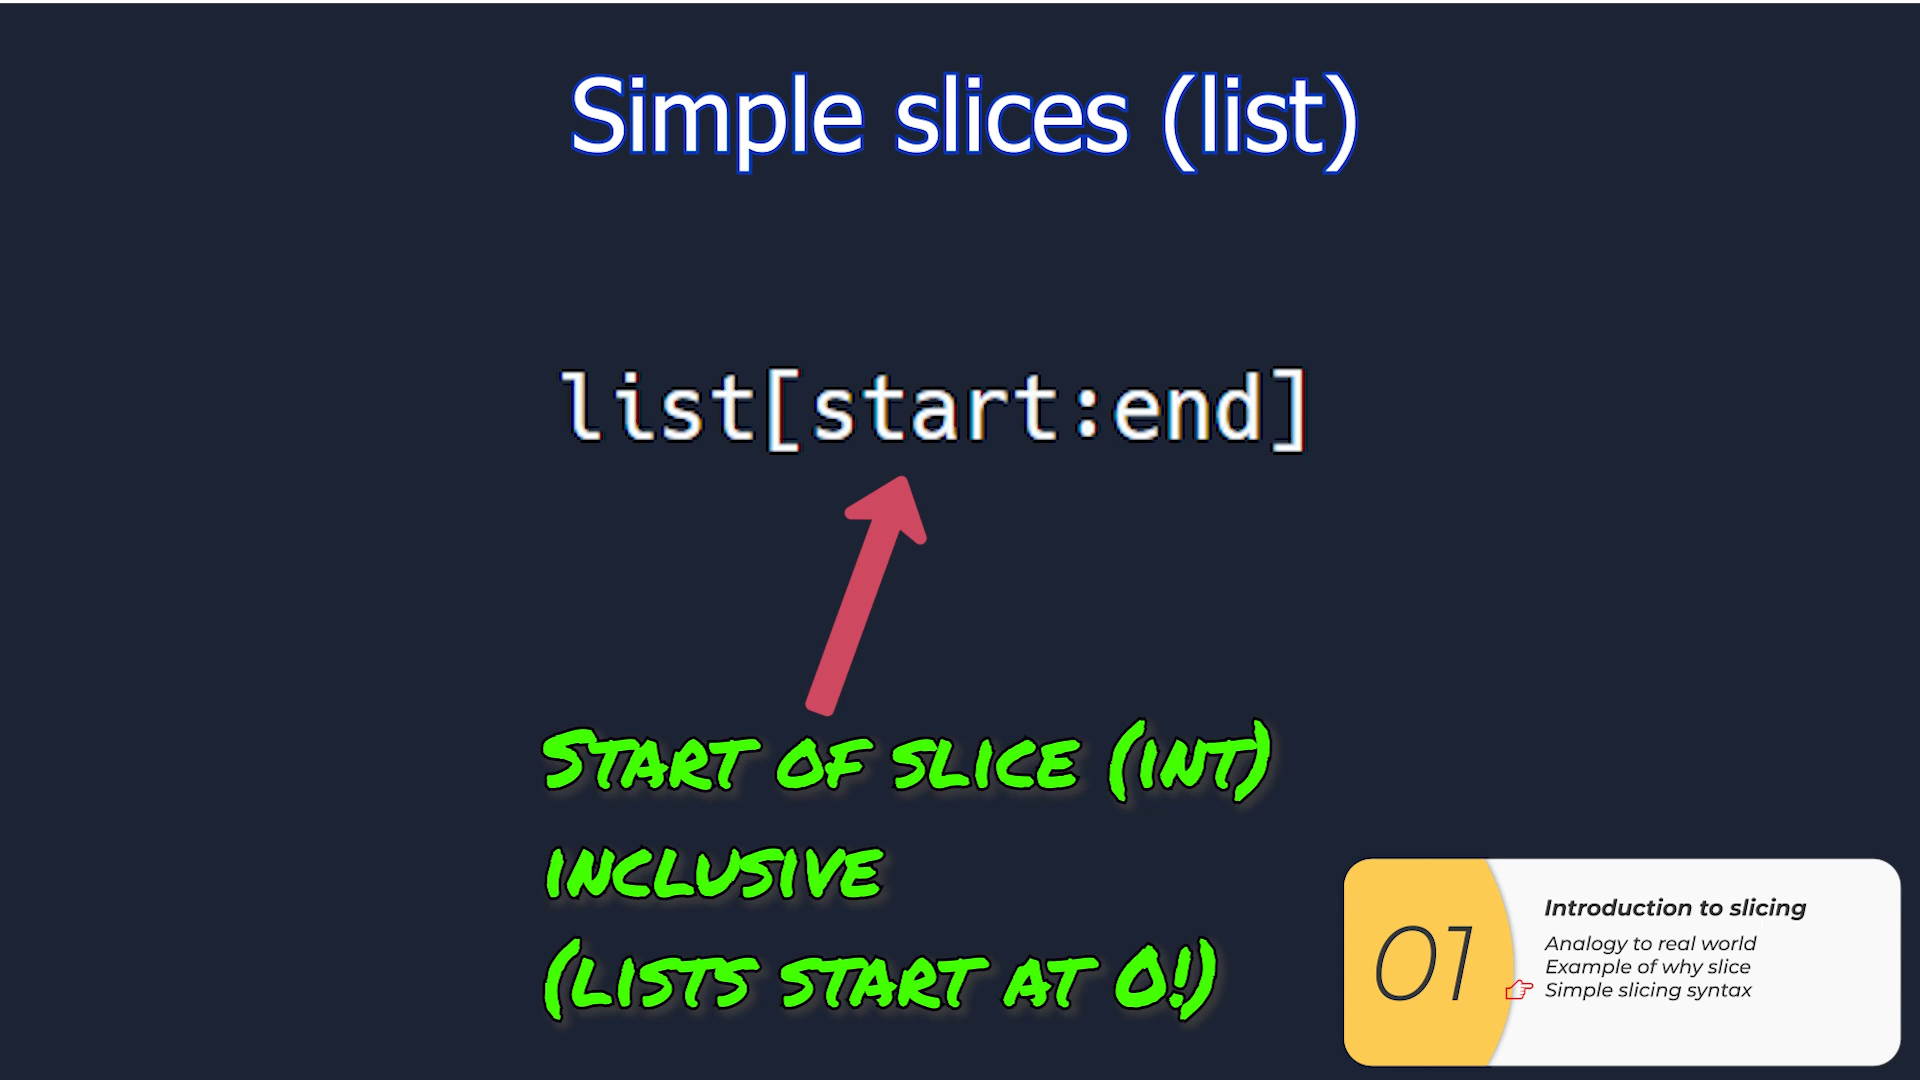 Simple slices (list)
list[start:end]
Start of slice (int)
inclusive
(lists start at 0!)
01
Introduction to slicing
Analogy to real world
Example of why slice
Simple slicing syntax